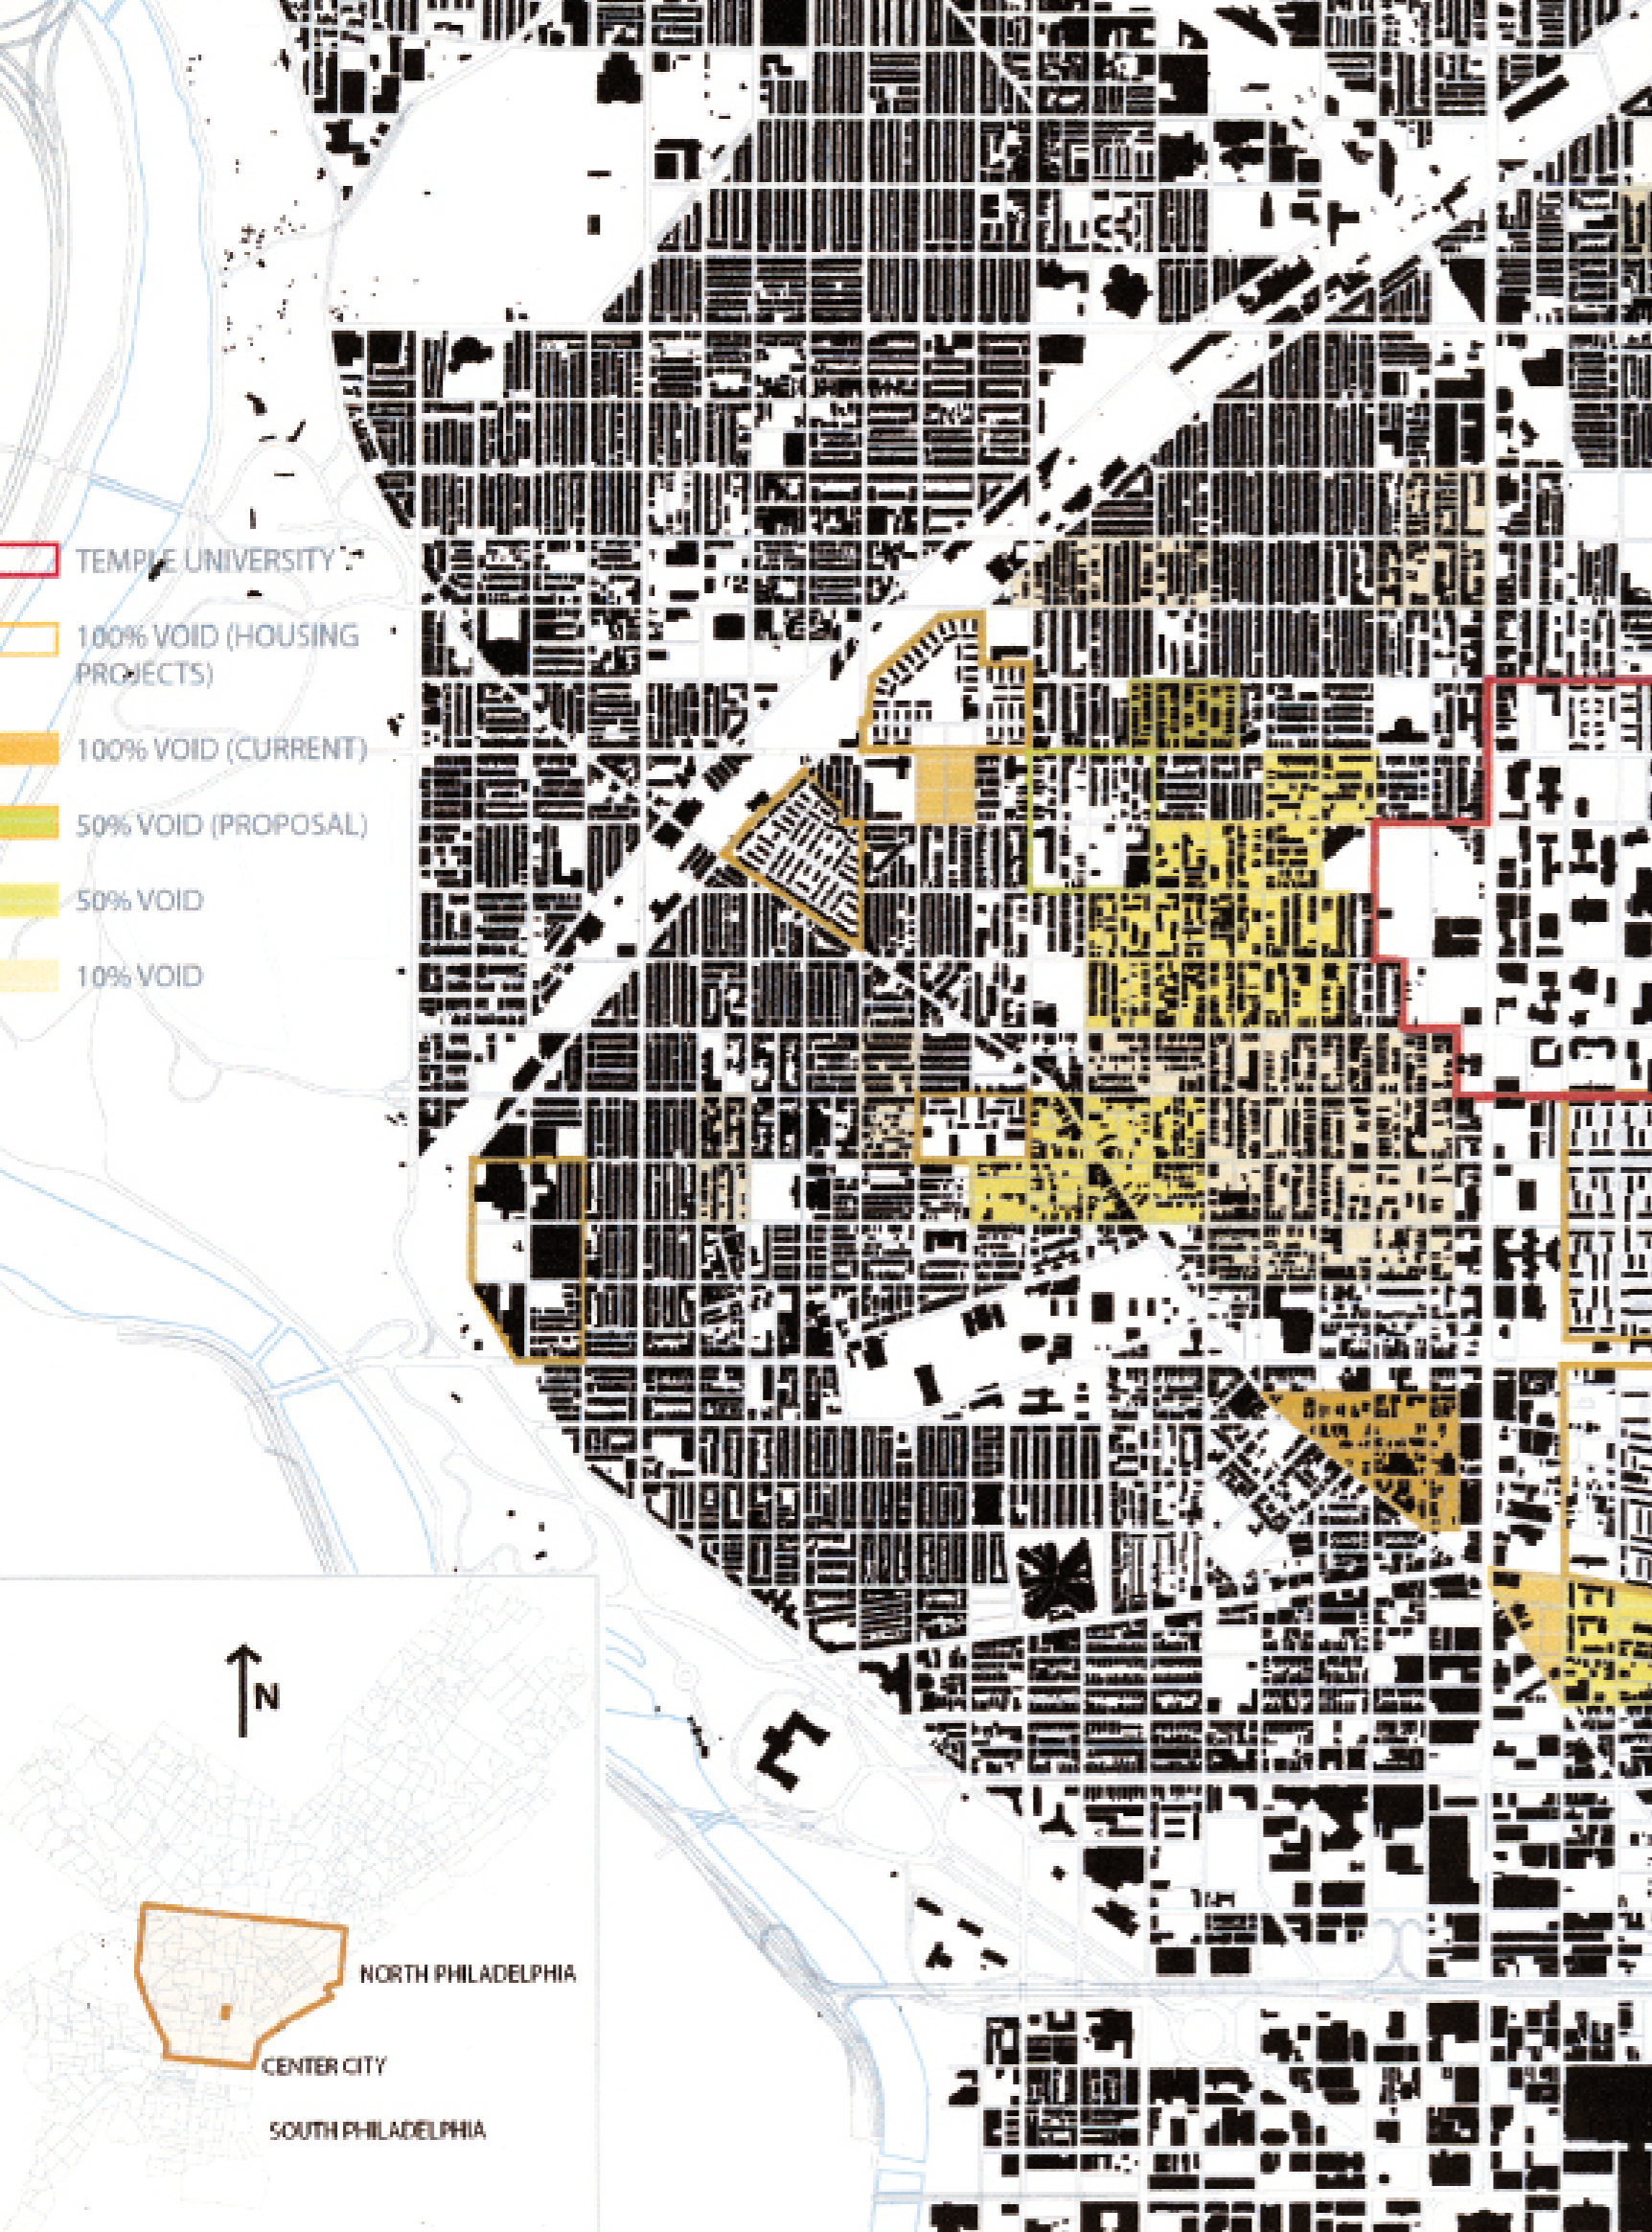 TEMPLE UNIVERSITY
100% VOID (HOUSING
PROJECTS)
100% VOID (CURRENT)
50% VOID (PROPOSAL)
50% VOID
10% VOID
N
NORTH PHILADELPHIA
CENTER CITY
SOUTH PHILADELPHIA